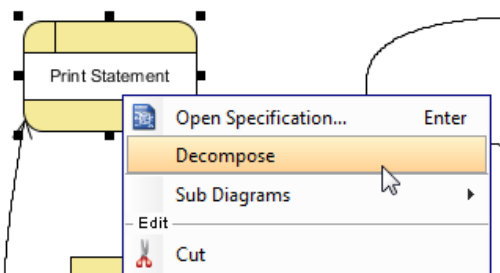 Print Statement
Open Specification... Enter
Decompose
Sub Diagrams
Edit
Cut